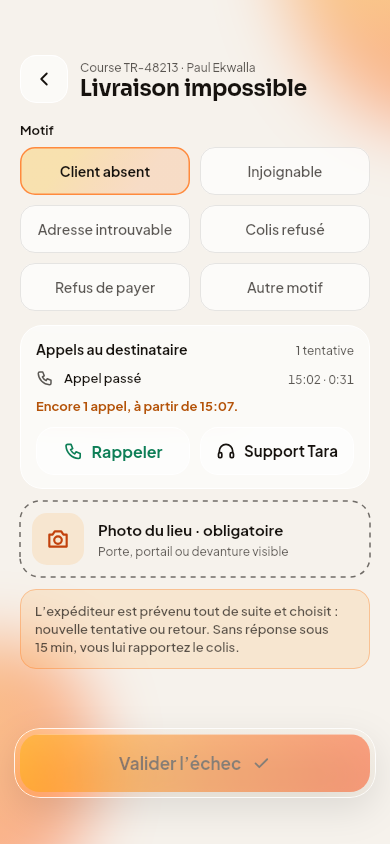 Course TR-48213 · Paul Ekwalla
Livraison impossible
Motif
Client absent
Injoignable
Adresse introuvable
Colis refusé
Refus de payer
Autre motif
Appels au destinataire
1 tentative
Appel passé
15:02 · 0:31
Encore 1 appel, à partir de 15:07.
Rappeler
Support Tara
Photo du lieu · obligatoire
Porte, portail ou devanture visible
L’expéditeur est prévenu tout de suite et choisit :
nouvelle tentative ou retour. Sans réponse sous
15 min, vous lui rapportez le colis.
Valider l’échec